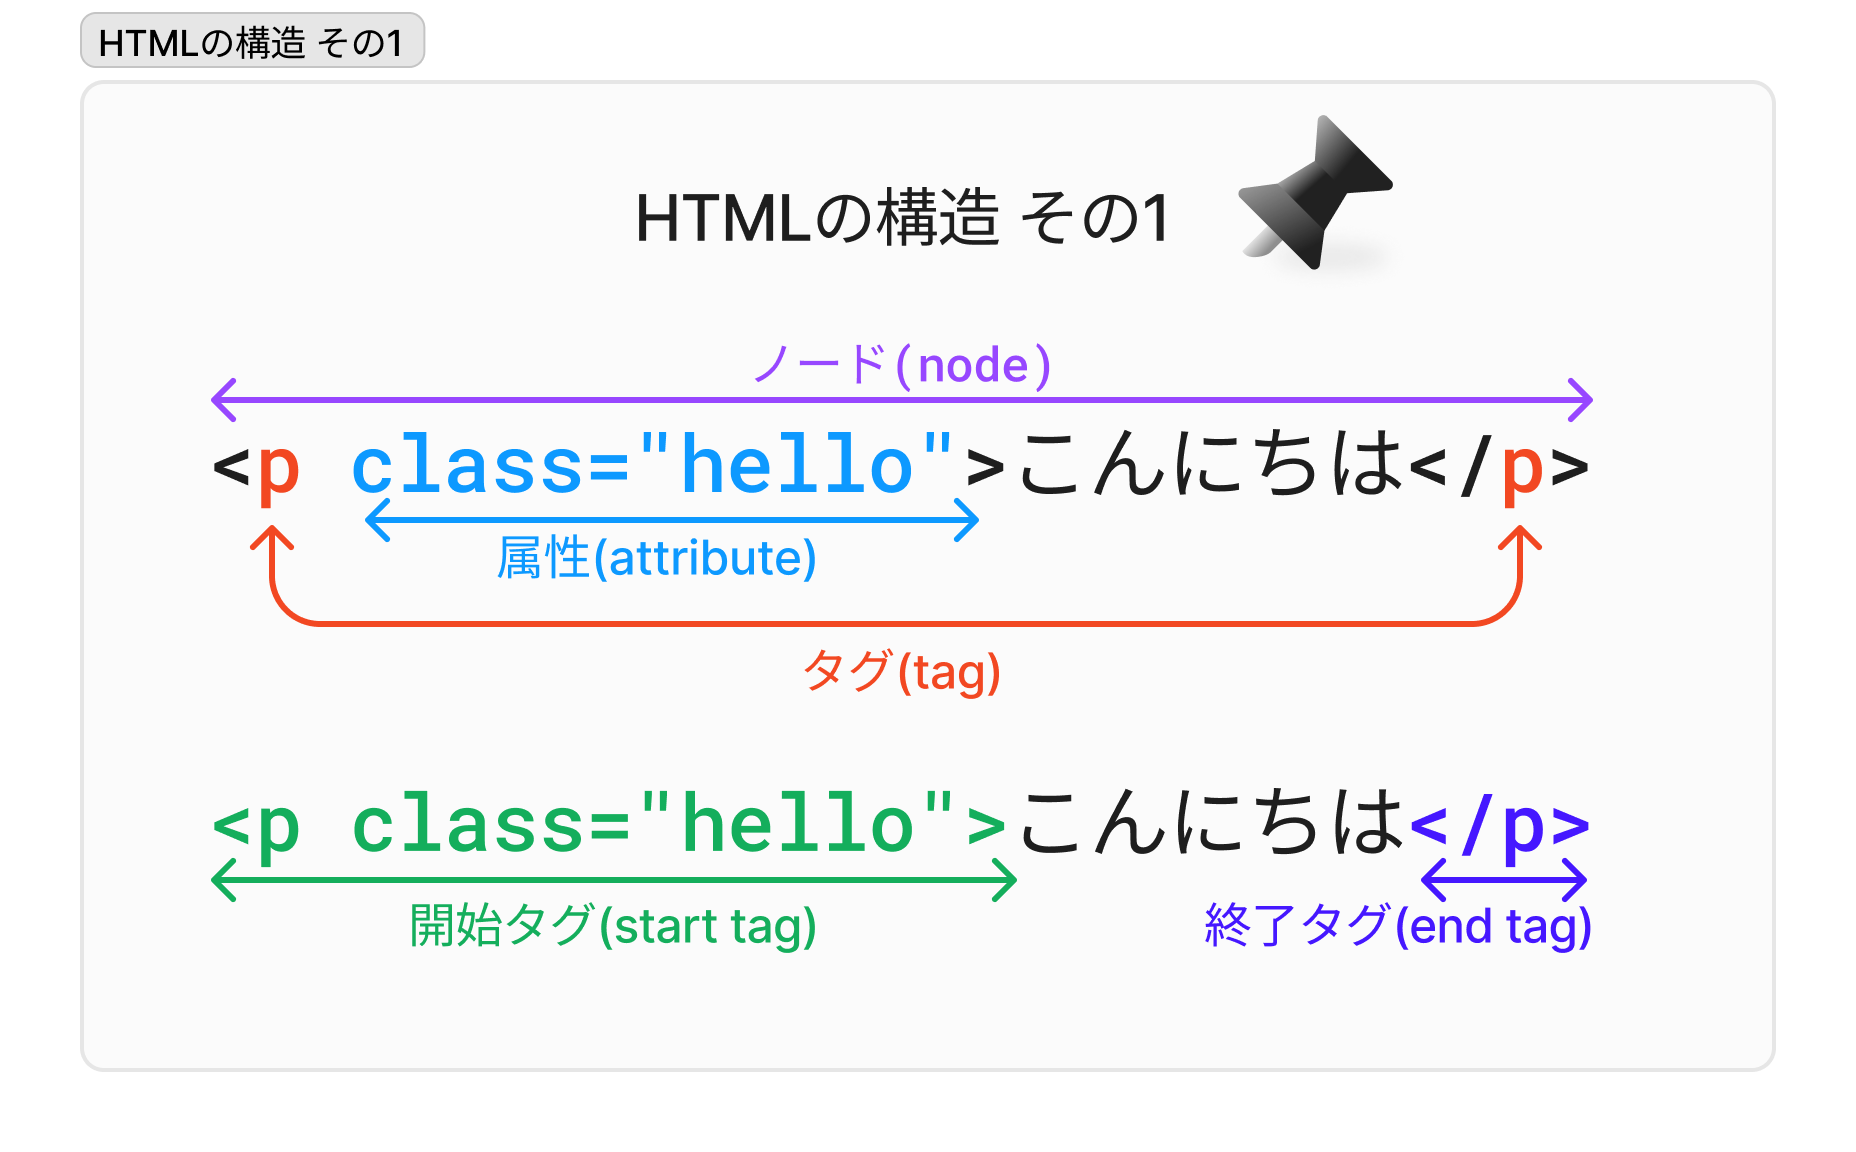 HTMLの構造 その1
HTMLの構造 その1
ノード(node)
<p class="hello">こんにちは</p>
属性(attribute)
タグ(tag)
<p class="hello">こんにちは</p>
開始タグ(start tag)
終了タグ(end tag)